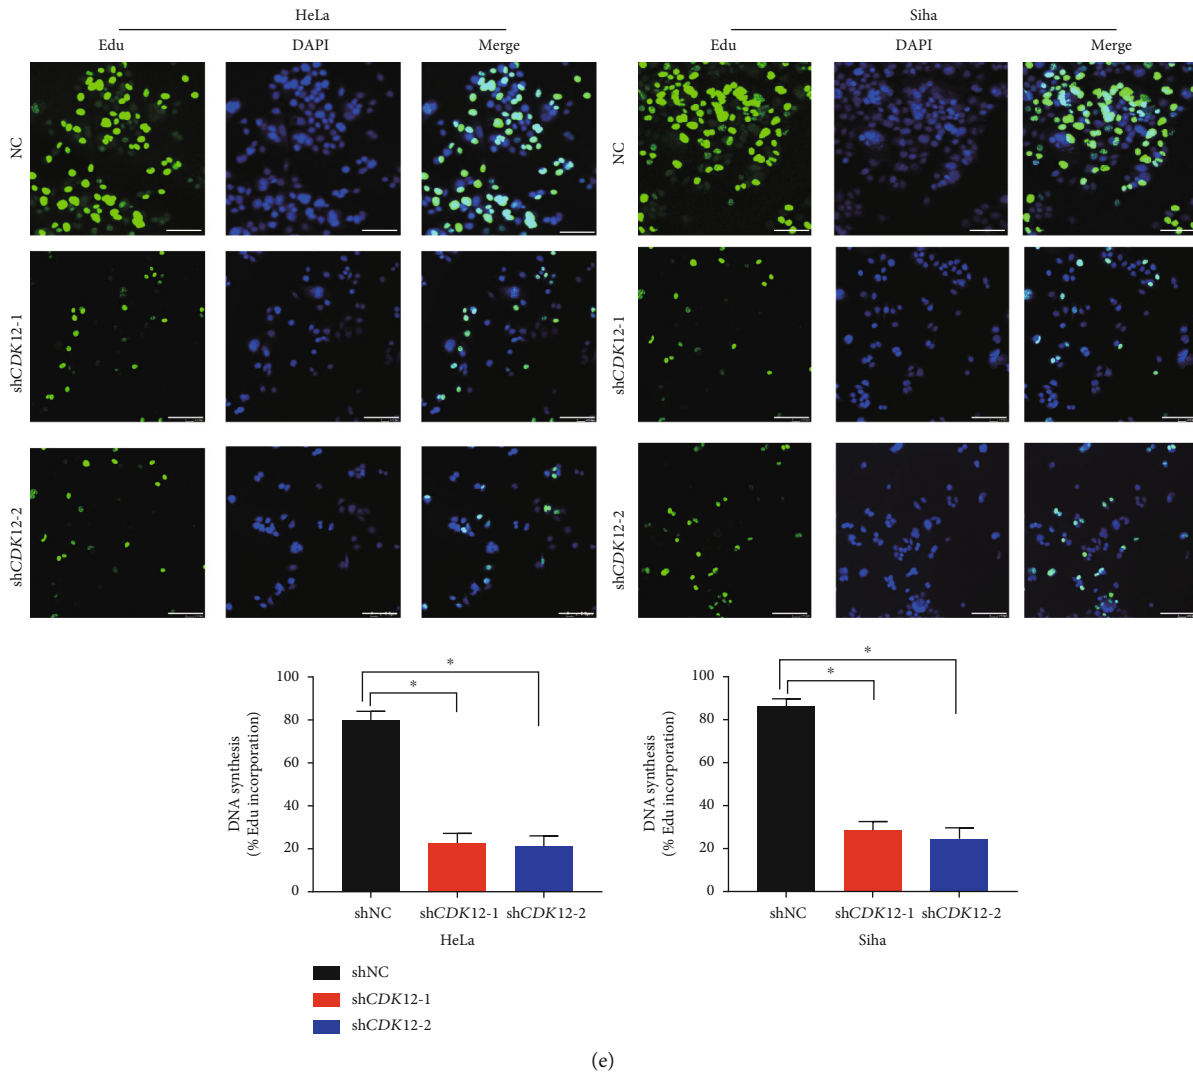 HeLa
Edu DAPI Merge
NC
shCDK12-1
shCDK12-2
Siha
Edu DAPI Merge
NC
shCDK12-1
shCDK12-2
DNA synthesis
(% Edu incorporation)
100
80
60
40
20
0
*
*
shNC shCDK12-1 shCDK12-2
HeLa
DNA synthesis
(% Edu incorporation)
100
80
60
40
20
0
*
*
shNC shCDK12-1 shCDK12-2
Siha
shNC
shCDK12-1
shCDK12-2
(e)